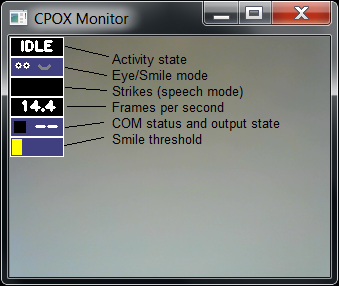 CPOX Monitor
IDLE
Activity state
Eye/Smile mode
Strikes (speech mode)
14.4
Frames per second
COM status and output state
Smile threshold